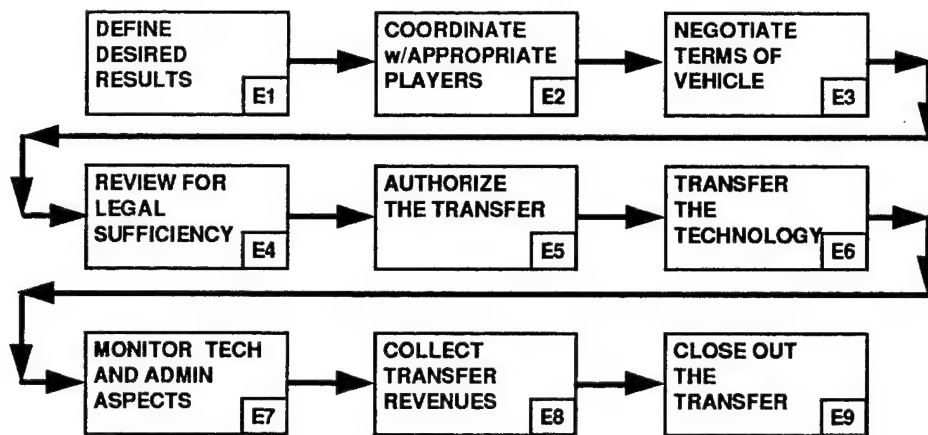 DEFINE
DESIRED
RESULTS
E1
COORDINATE
w/APPROPRIATE
PLAYERS
E2
NEGOTIATE
TERMS OF
VEHICLE
E3
REVIEW FOR
LEGAL
SUFFICIENCY
E4
AUTHORIZE
THE TRANSFER
E5
TRANSFER
THE
TECHNOLOGY
E6
MONITOR TECH
AND ADMIN
ASPECTS
E7
COLLECT
TRANSFER
REVENUES
E8
CLOSE OUT
THE
TRANSFER
E9